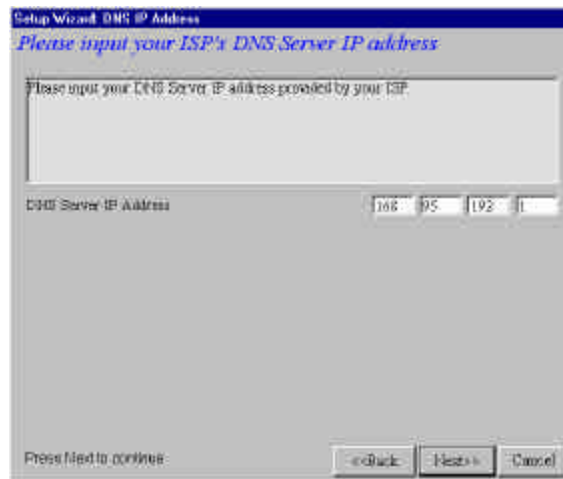 Setup Wizard: DNS IP Address
Please input your ISP's DNS Server IP address
Please input your DNS Server IP address provided by your ISP
DNS Server IP Address 168 95 192 1
Press Next to continue
<<Back Next>> Cancel